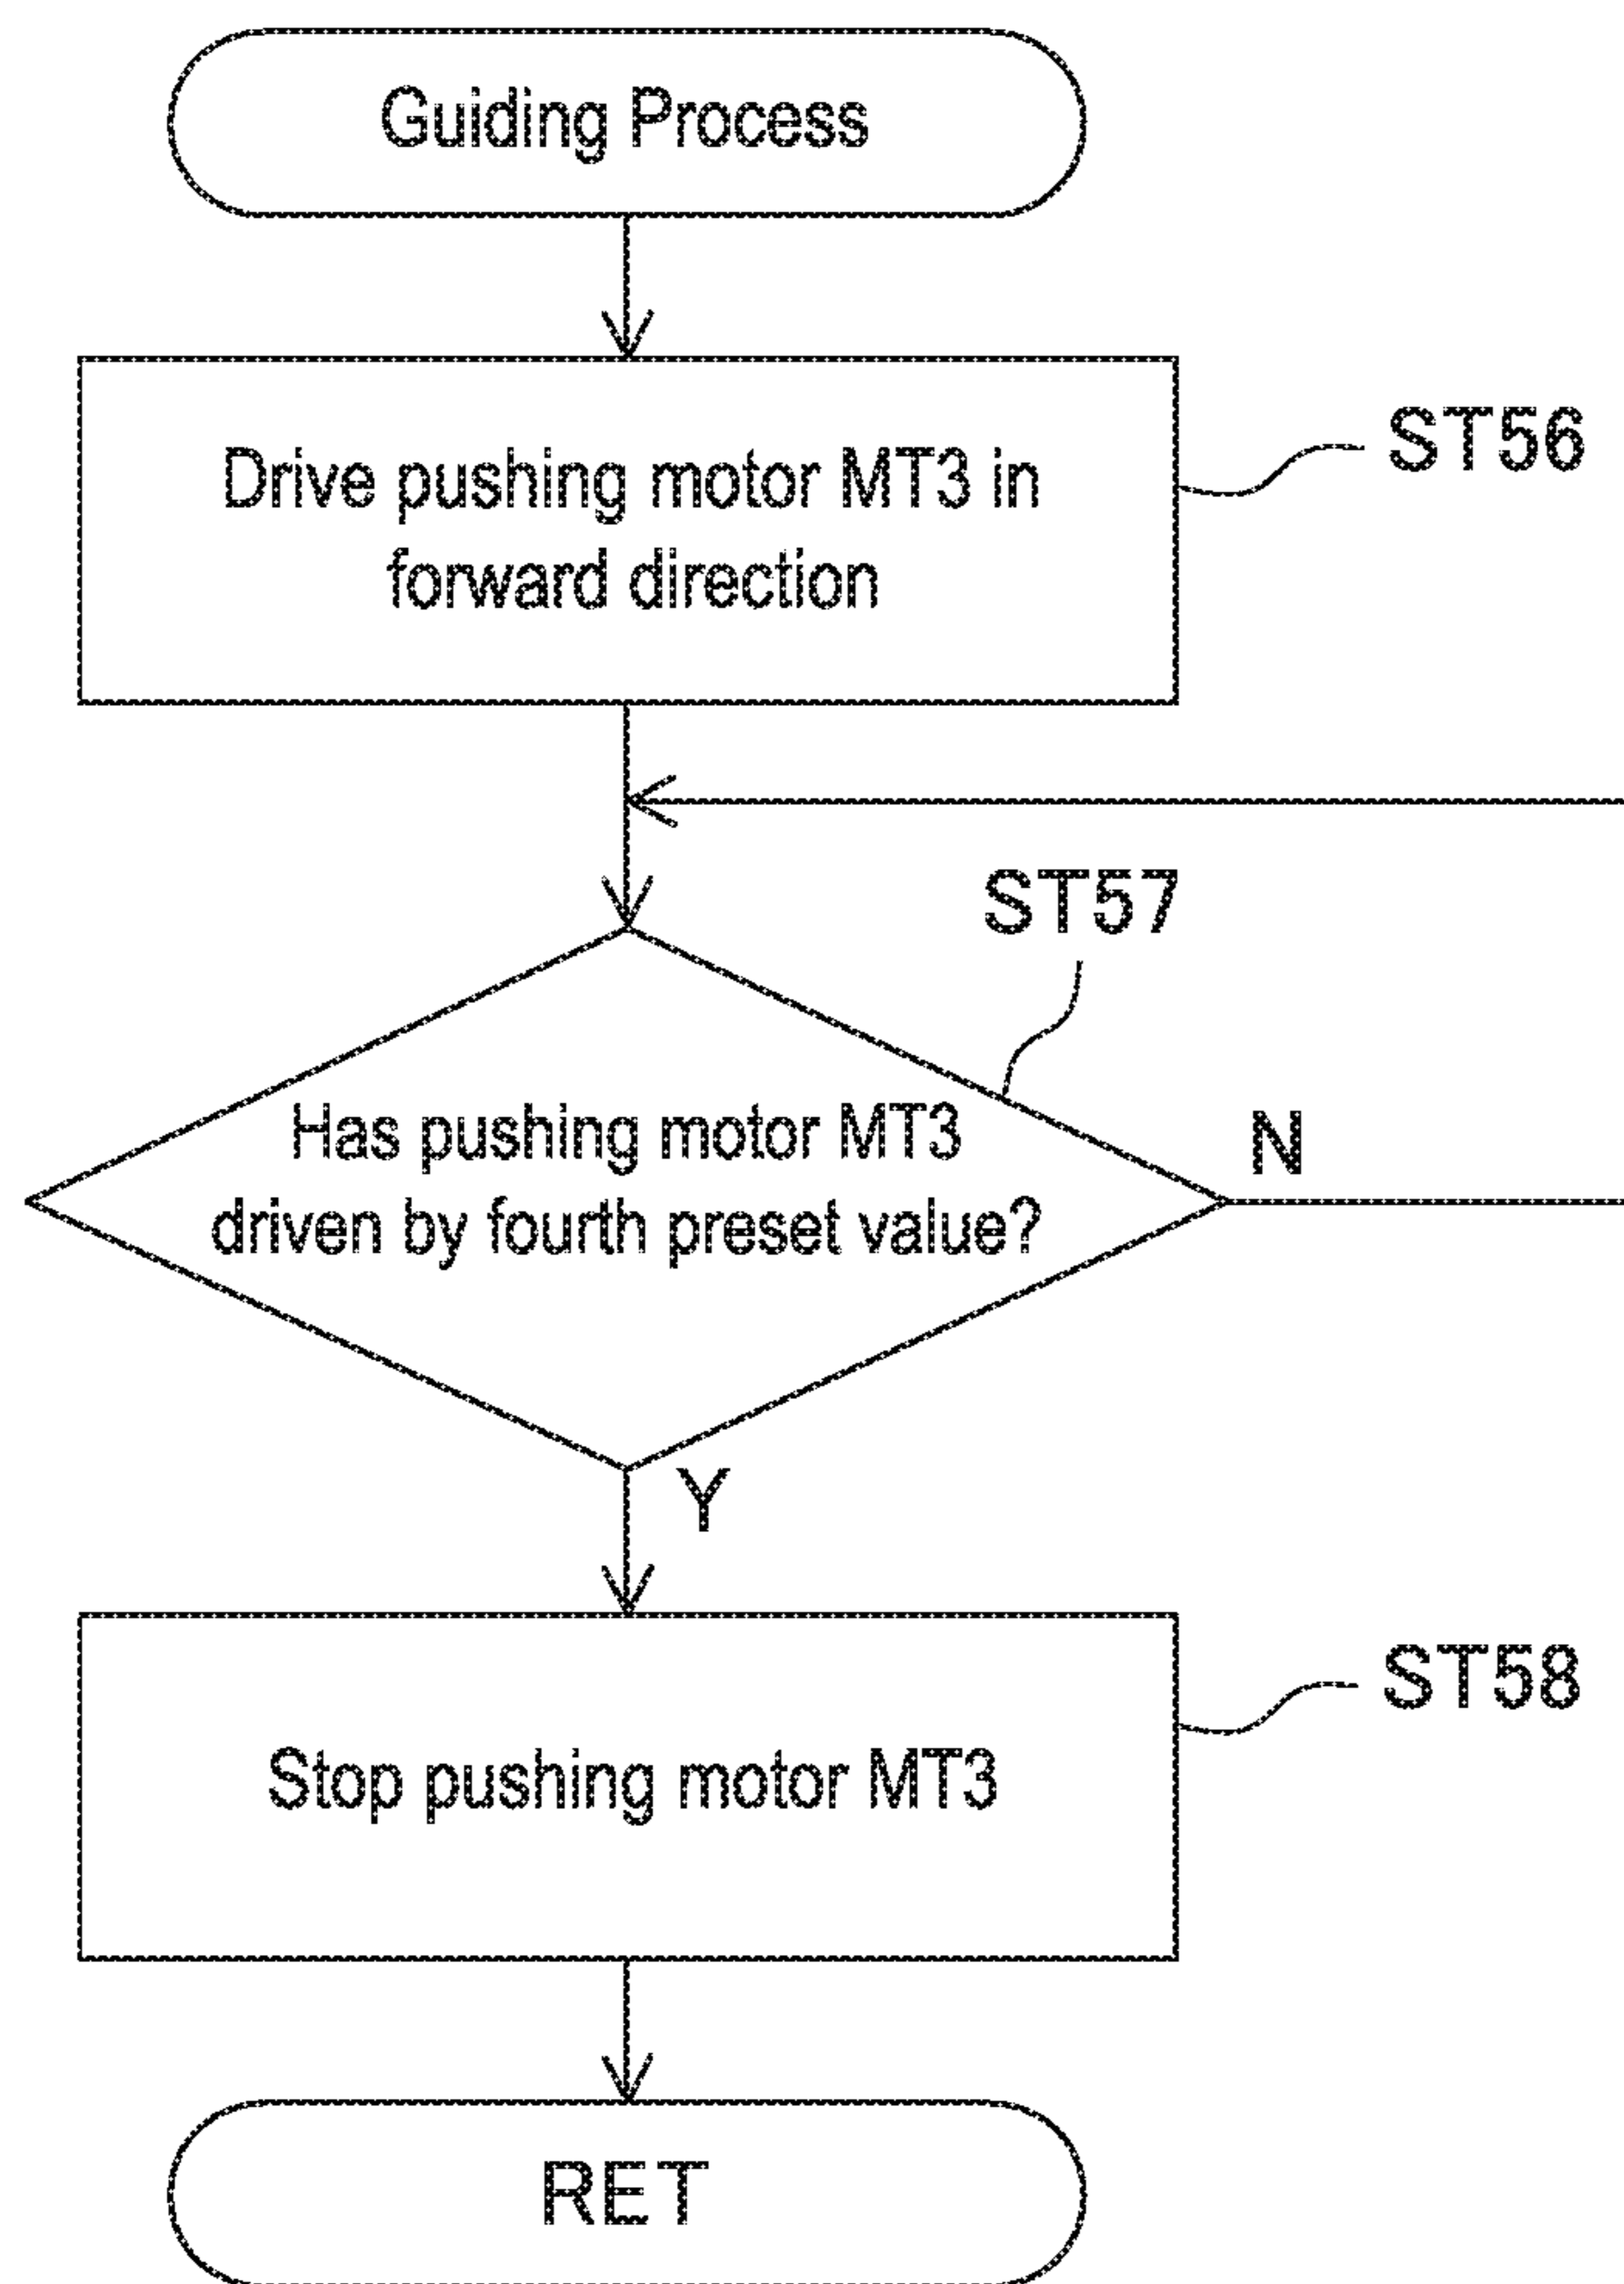 Guiding Process
Drive pushing motor MT3 in
forward direction
ST56
ST57
Has pushing motor MT3
driven by fourth preset value?
N
Y
Stop pushing motor MT3
ST58
RET